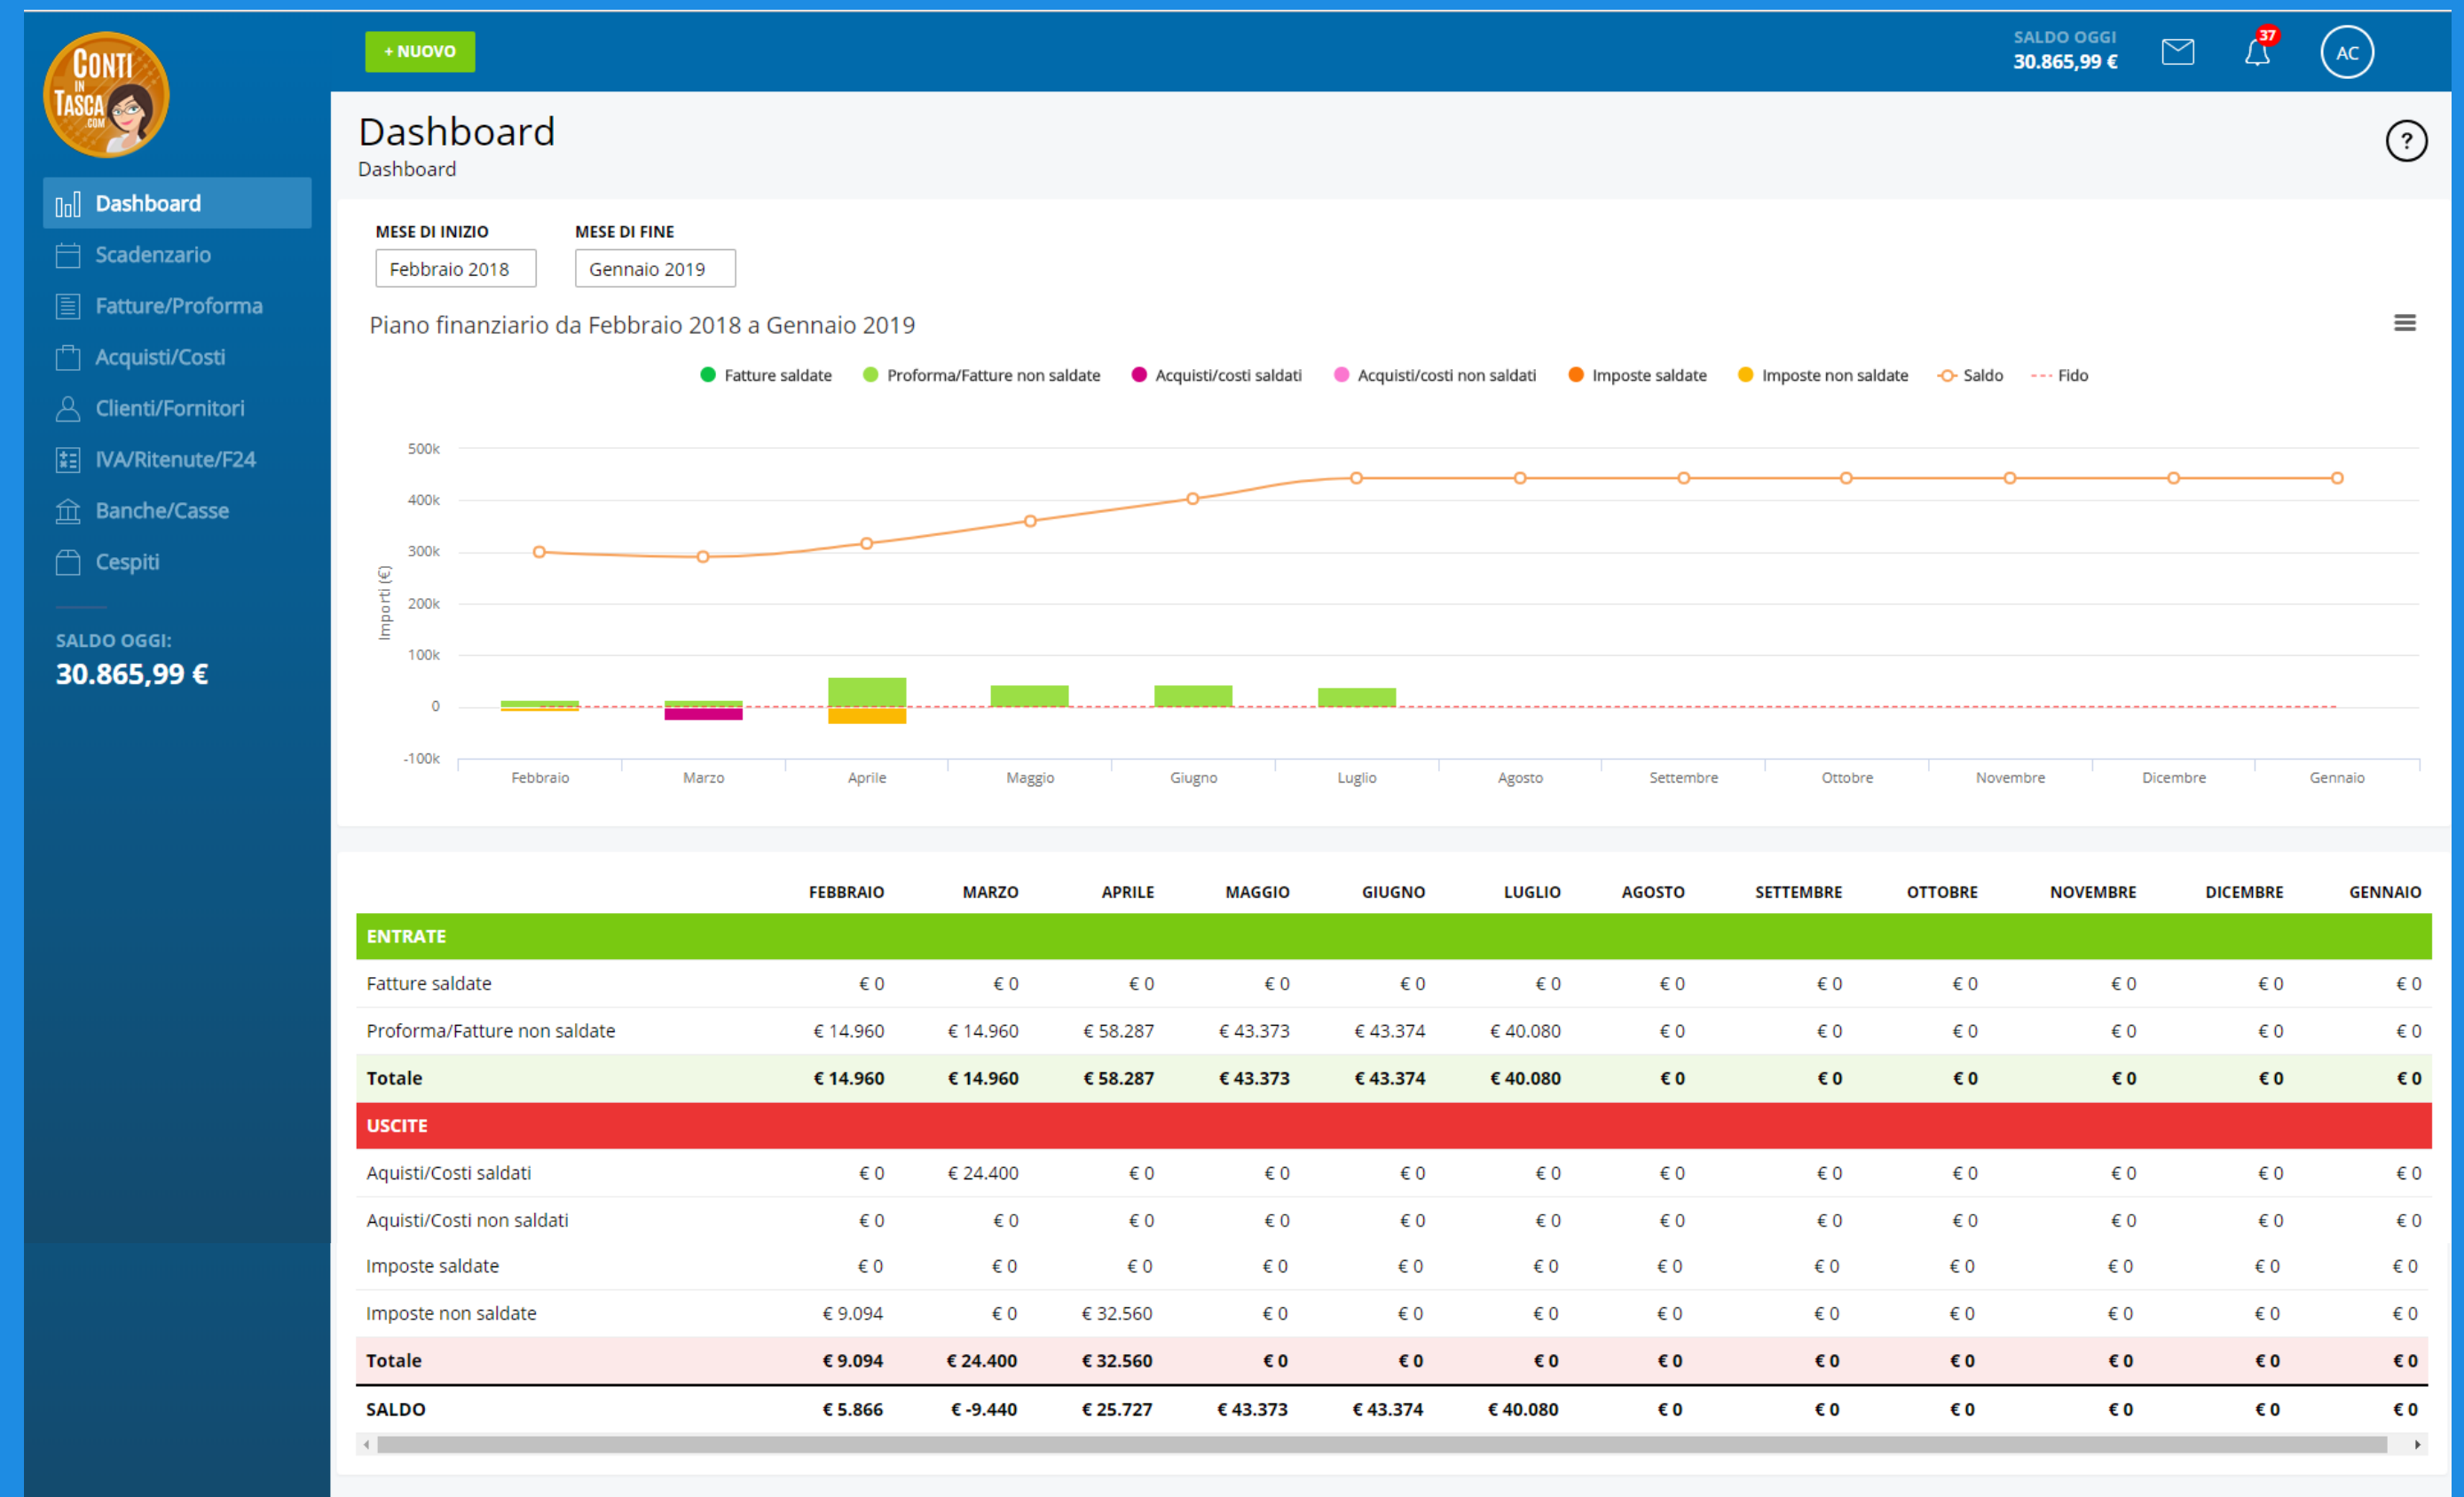 CONTI
IN
TASCA
.COM
+ NUOVO
SALDO OGGI
30.865,99 €
37
AC
Dashboard
Dashboard
?
Dashboard
Scadenzario
Fatture/Proforma
Acquisti/Costi
Clienti/Fornitori
IVA/Ritenute/F24
Banche/Casse
Cespiti
SALDO OGGI:
30.865,99 €
MESE DI INIZIO MESE DI FINE
Febbraio 2018 Gennaio 2019
Piano finanziario da Febbraio 2018 a Gennaio 2019
Fatture saldate Proforma/Fatture non saldate Acquisti/costi saldati Acquisti/costi non saldati Imposte saldate Imposte non saldate Saldo Fido
Importi (€)
500k
400k
300k
200k
100k
0
-100k
Febbraio Marzo Aprile Maggio Giugno Luglio Agosto Settembre Ottobre Novembre Dicembre Gennaio
FEBBRAIO MARZO APRILE MAGGIO GIUGNO LUGLIO AGOSTO SETTEMBRE OTTOBRE NOVEMBRE DICEMBRE GENNAIO
ENTRATE
Fatture saldate € 0 € 0 € 0 € 0 € 0 € 0 € 0 € 0 € 0 € 0 € 0 € 0
Proforma/Fatture non saldate € 14.960 € 14.960 € 58.287 € 43.373 € 43.374 € 40.080 € 0 € 0 € 0 € 0 € 0 € 0
Totale € 14.960 € 14.960 € 58.287 € 43.373 € 43.374 € 40.080 € 0 € 0 € 0 € 0 € 0 € 0
USCITE
Aquisti/Costi saldati € 0 € 24.400 € 0 € 0 € 0 € 0 € 0 € 0 € 0 € 0 € 0 € 0
Aquisti/Costi non saldati € 0 € 0 € 0 € 0 € 0 € 0 € 0 € 0 € 0 € 0 € 0 € 0
Imposte saldate € 0 € 0 € 0 € 0 € 0 € 0 € 0 € 0 € 0 € 0 € 0 € 0
Imposte non saldate € 9.094 € 0 € 32.560 € 0 € 0 € 0 € 0 € 0 € 0 € 0 € 0 € 0
Totale € 9.094 € 24.400 € 32.560 € 0 € 0 € 0 € 0 € 0 € 0 € 0 € 0 € 0
SALDO € 5.866 € -9.440 € 25.727 € 43.373 € 43.374 € 40.080 € 0 € 0 € 0 € 0 € 0 € 0